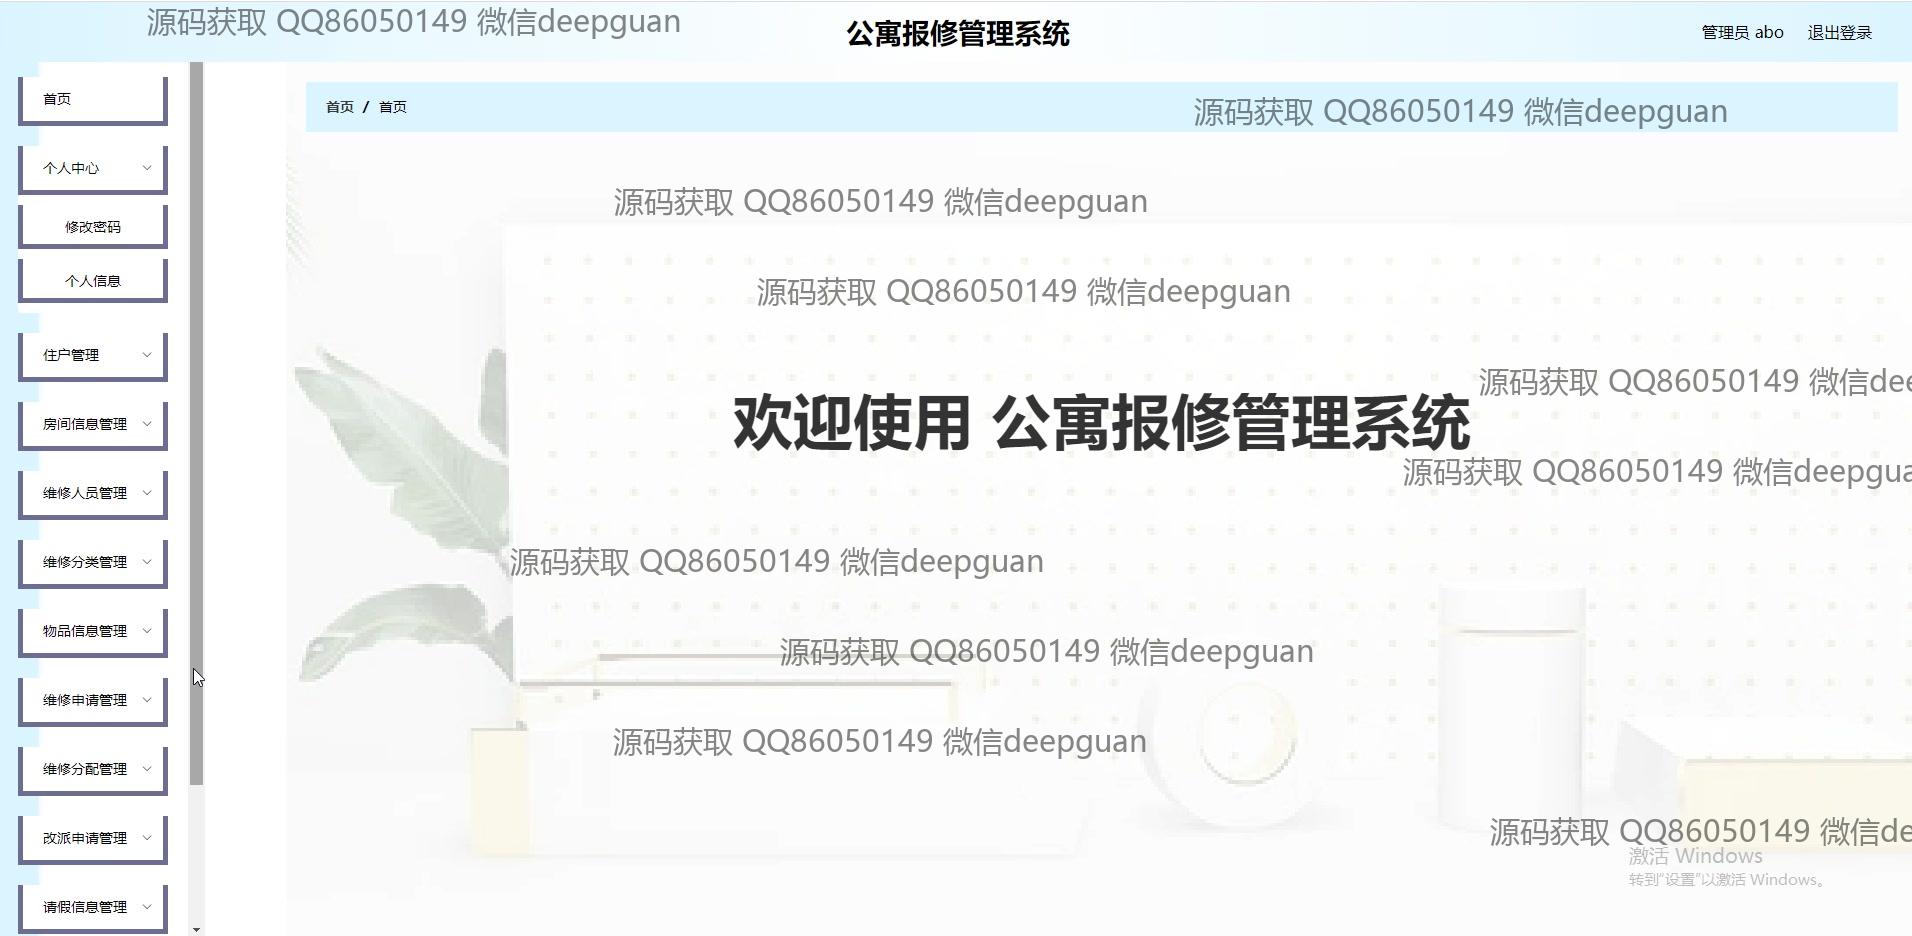 源码获取 QQ86050149 微信deepguan
公寓报修管理系统
管理员 abo
退出登录
首页
首页 / 首页
源码获取 QQ86050149 微信deepguan
个人中心
修改密码
源码获取 QQ86050149 微信deepguan
个人信息
源码获取 QQ86050149 微信deepguan
住户管理
源码获取 QQ86050149 微信dee
房间信息管理
欢迎使用 公寓报修管理系统
源码获取 QQ86050149 微信deepgua
维修人员管理
维修分类管理
源码获取 QQ86050149 微信deepguan
物品信息管理
源码获取 QQ86050149 微信deepguan
维修申请管理
源码获取 QQ86050149 微信deepguan
维修分配管理
改派申请管理
源码获取 QQ86050149 微信de
激活 Windows
转到"设置"以激活 Windows。
请假信息管理